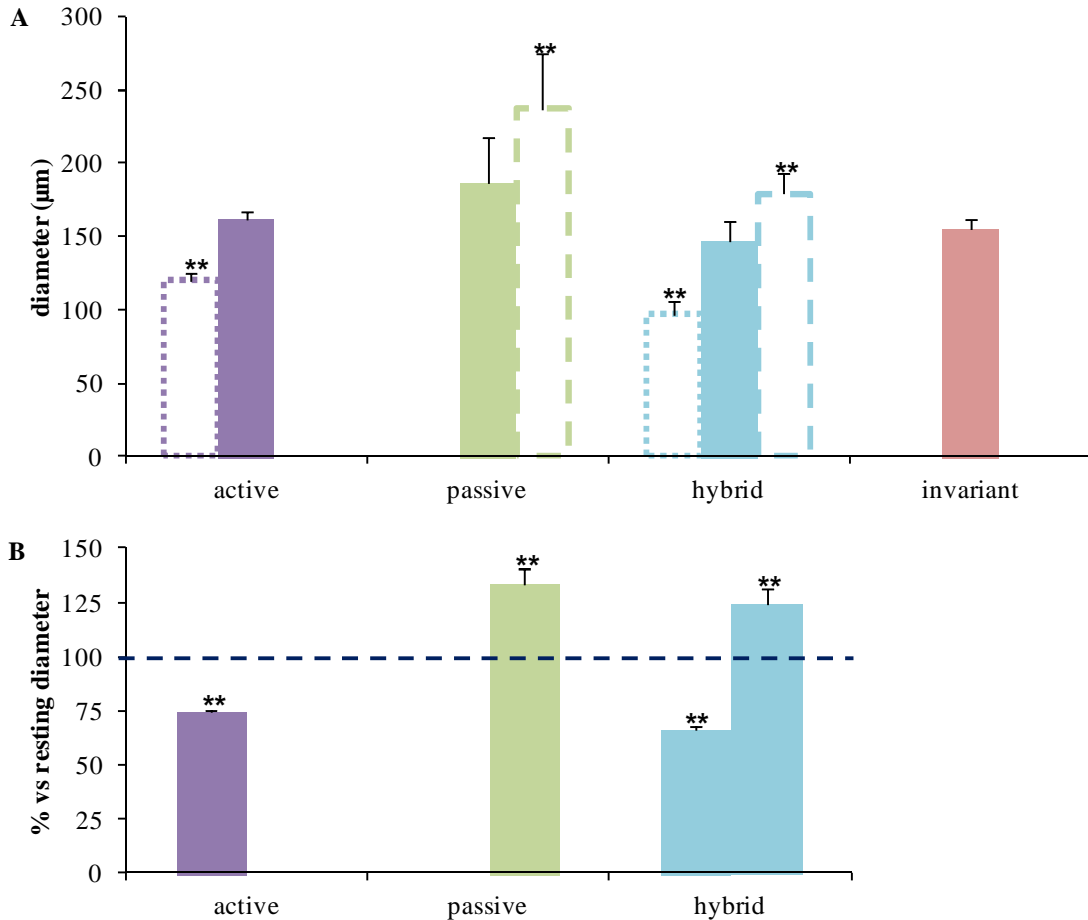 A
diameter (µm)
300
250
200
150
100
50
0
**
**
**
**
active
passive
hybrid
invariant
B
% vs resting diameter
150
125
100
75
50
25
0
**
**
**
**
active
passive
hybrid